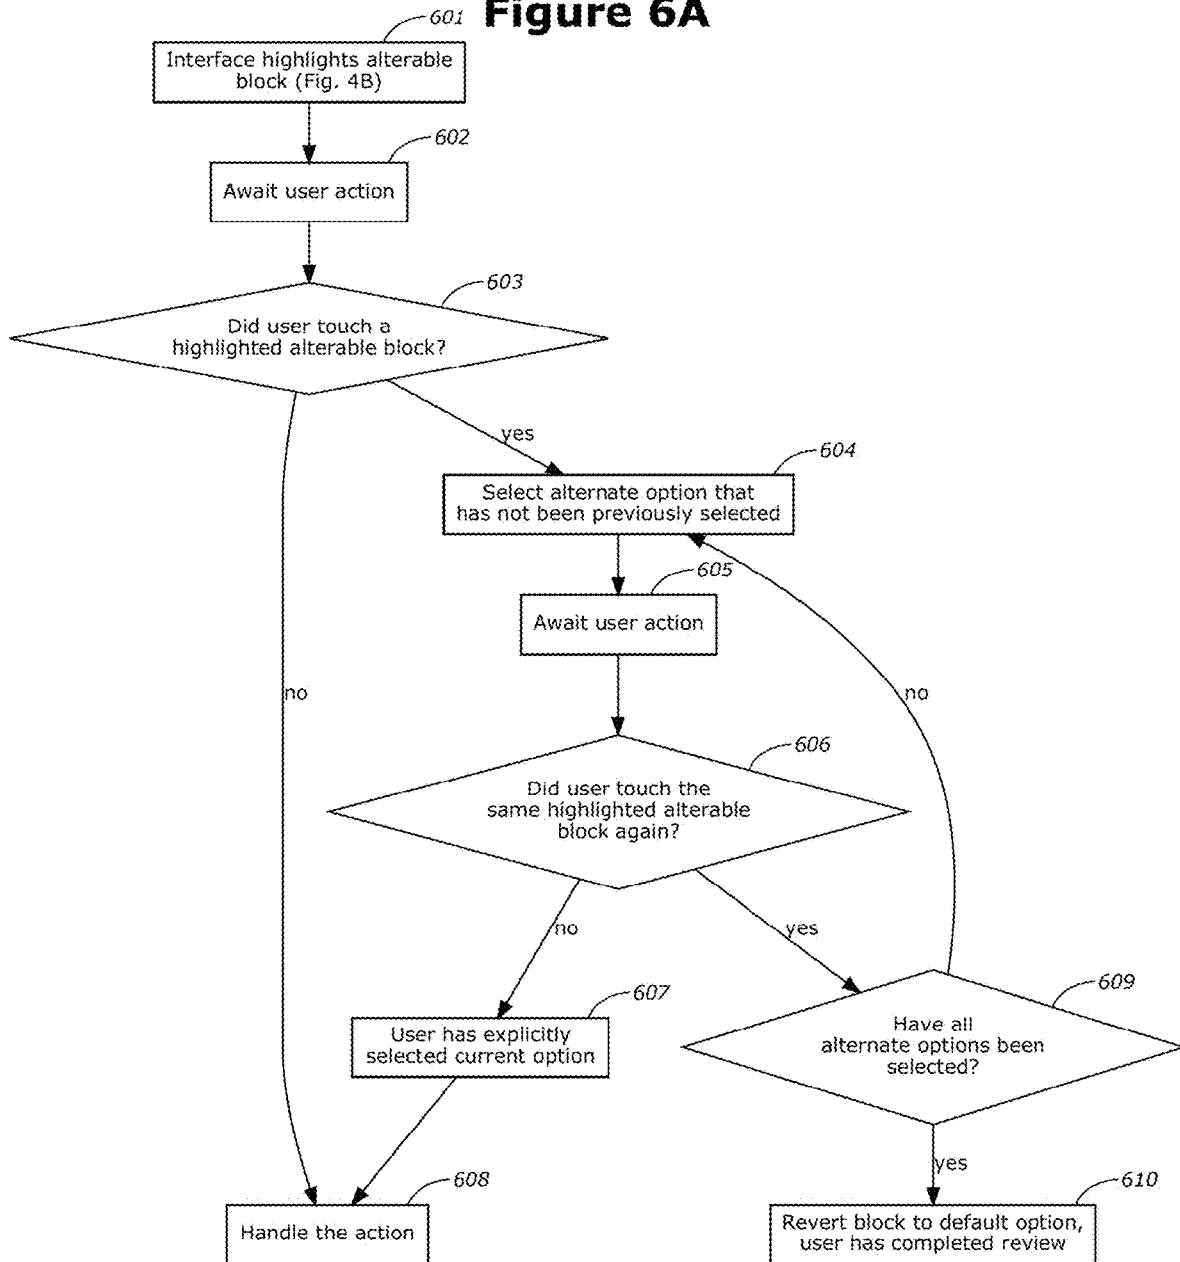 Figure 6A
601
Interface highlights alterable
block (Fig. 4B)
602
Await user action
603
Did user touch a
highlighted alterable block?
yes
604
Select alternate option that
has not been previously selected
605
Await user action
no
no
606
Did user touch the
same highlighted alterable
block again?
no
yes
607
User has explicitly
selected current option
609
Have all
alternate options been
selected?
yes
608
Handle the action
610
Revert block to default option,
user has completed review